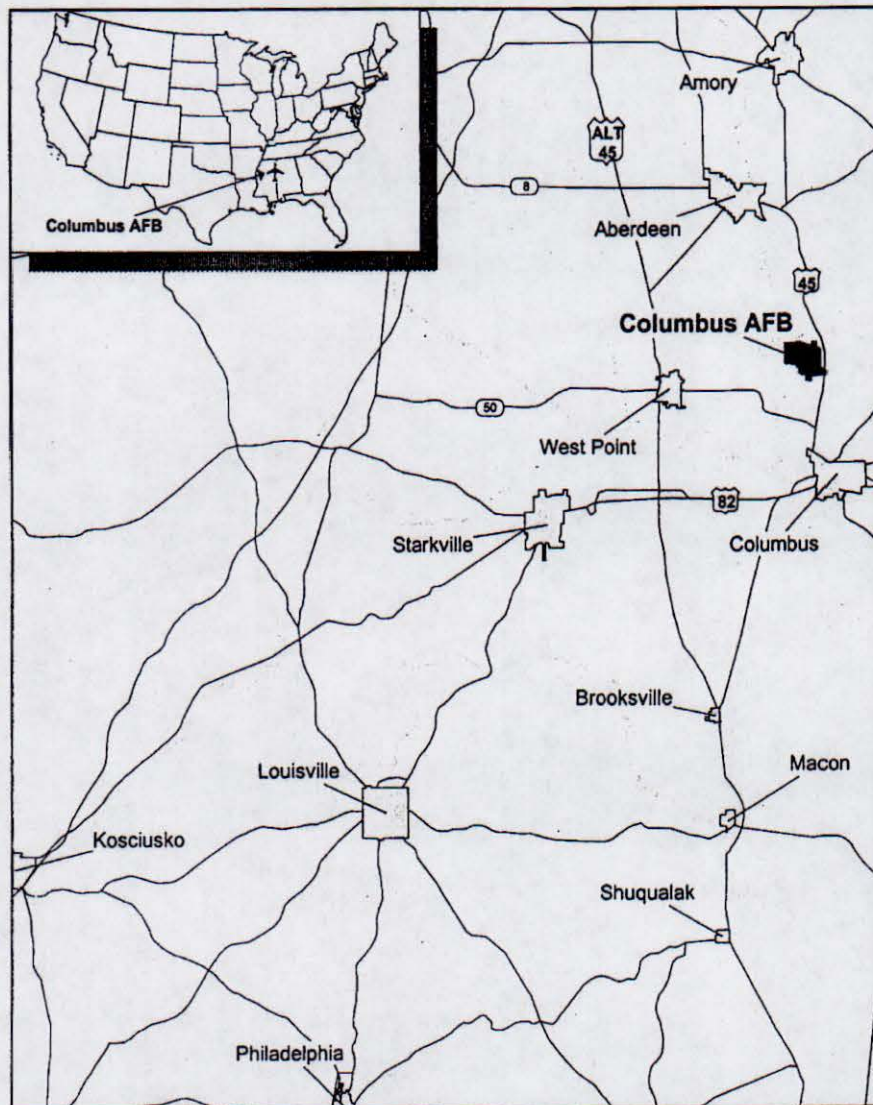 Columbus AFB
Amory
ALT
45
8
Aberdeen
45
Columbus AFB
50
West Point
82
Starkville
Columbus
Brooksville
Louisville
Macon
Kosciusko
Shuqualak
Philadelphia